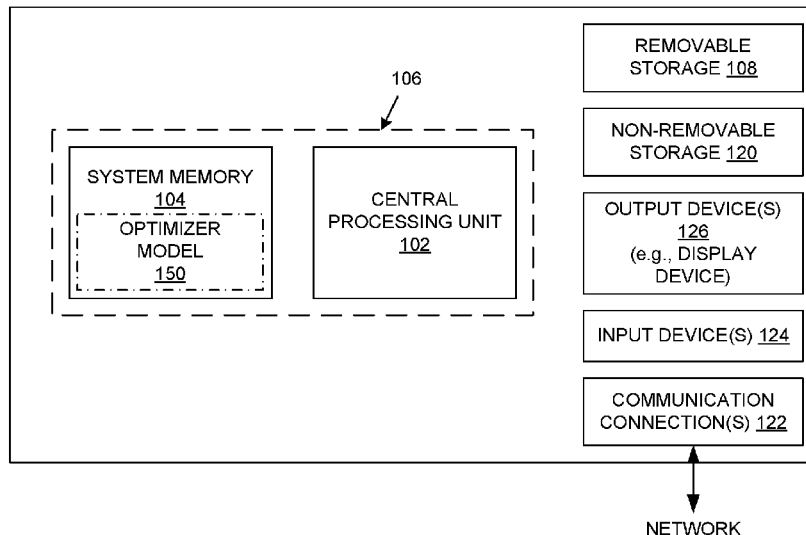 106
SYSTEM MEMORY
104
OPTIMIZER
MODEL
150
CENTRAL
PROCESSING UNIT
102
REMOVABLE
STORAGE 108
NON-REMOVABLE
STORAGE 120
OUTPUT DEVICE(S)
126
(e.g., DISPLAY
DEVICE)
INPUT DEVICE(S) 124
COMMUNICATION
CONNECTION(S) 122
NETWORK